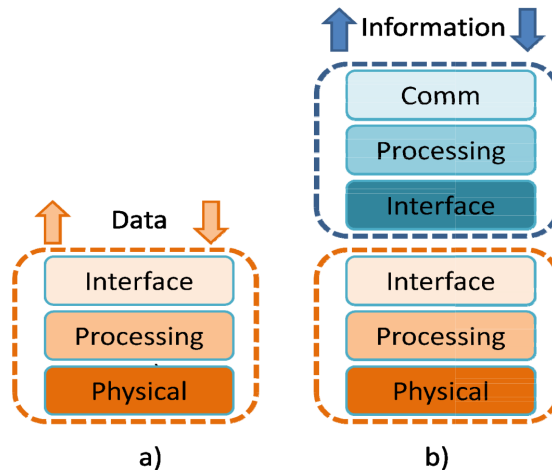 Data
Interface
Processing
Physical
a)
Information
Comm
Processing
Interface
Interface
Processing
Physical
b)